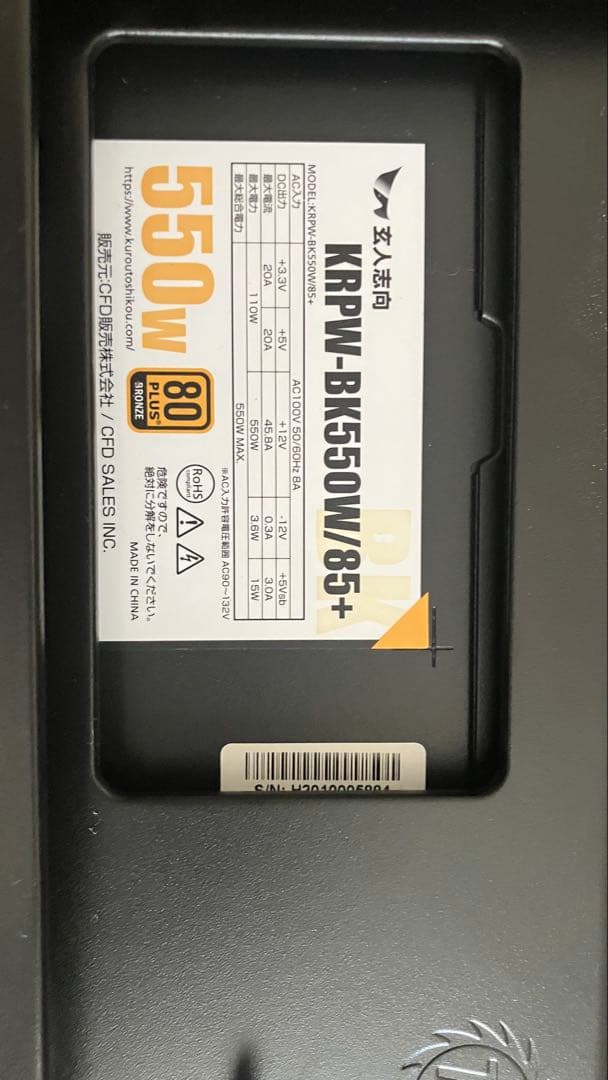 玄人志向
KRPW-BK550W/85+
BK
MODEL:KRPW-BK550W/85+
AC入力 AC100V 50/60Hz 8A
DC出力 +3.3V +5V +12V -12V +5Vsb
最大電流 20A 20A 45.8A 0.3A 3.0A
最大電力 110W 550W 3.6W 15W
最大総合電力 550W MAX.
※AC入力許容電圧範囲 AC90~132V
550W
80
PLUS®
BRONZE
RoHS
compliant
危険ですので、
絶対に分解をしないでください。
MADE IN CHINA
https://www.kuroutoshikou.com/
販売元:CFD販売株式会社 / CFD SALES INC.